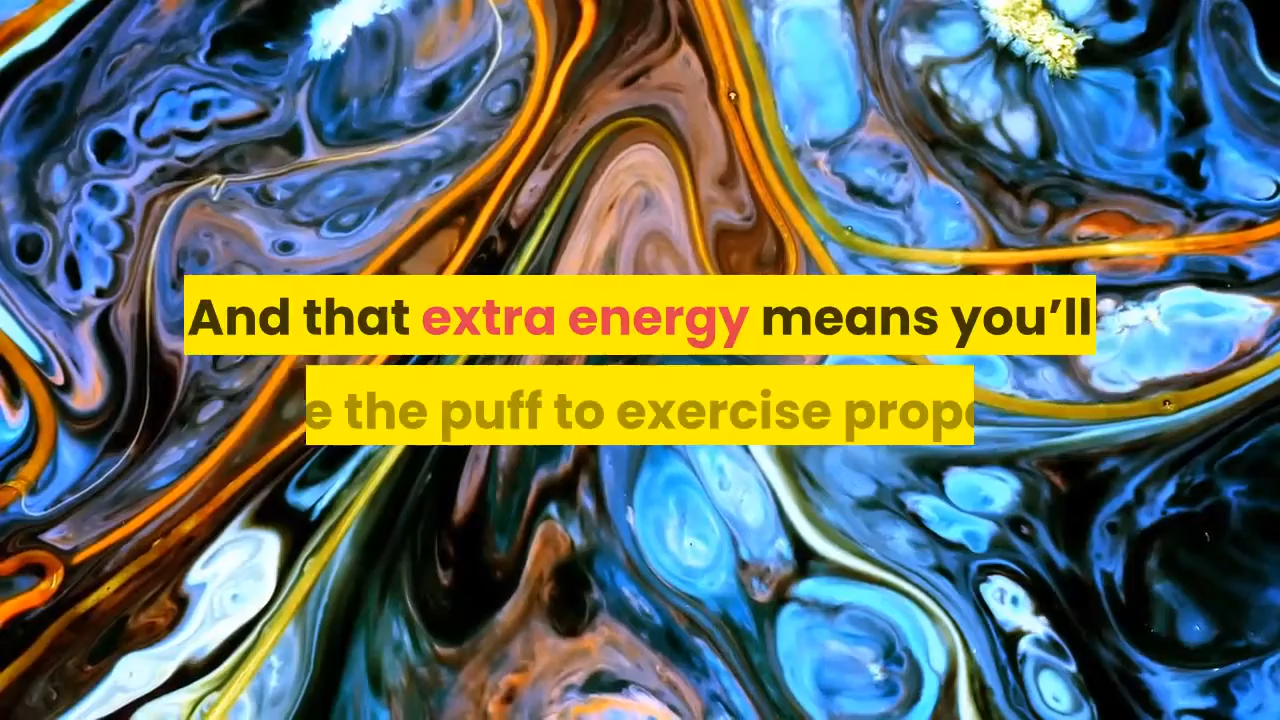 And that extra energy means you’ll
the puff to exercise